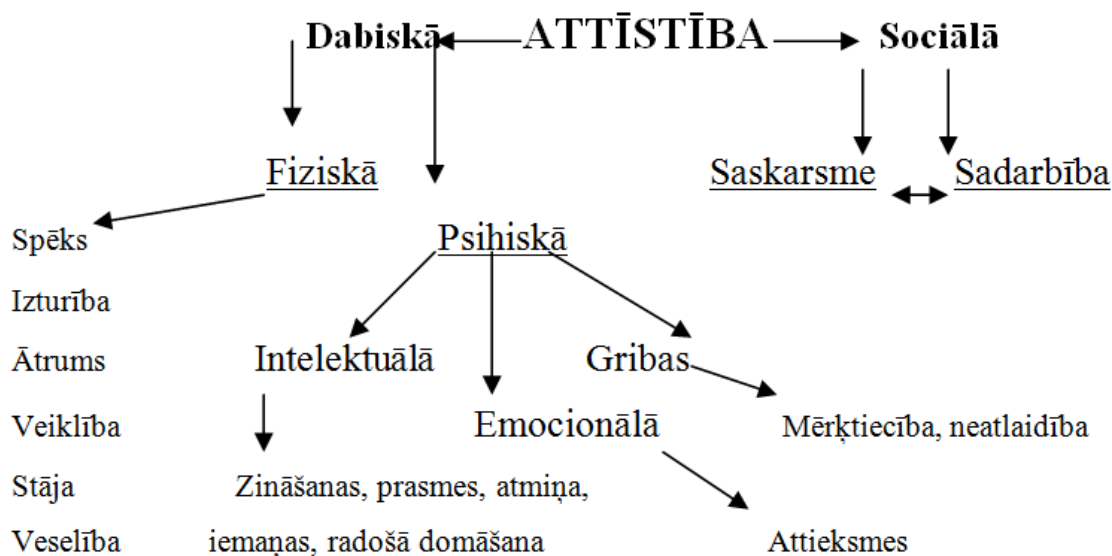 Dabiskā ATTĪSTĪBA Sociālā
Fiziskā Saskarsme Sadarbība
Spēks Psihiskā
Izturība
Ātrums Intelektuālā Gribas
Veiklība Emocionālā Mērķtiecība, neatlaidība
Stāja Zināšanas, prasmes, atmiņa,
Veselība iemaņas, radošā domāšana Attieksmes